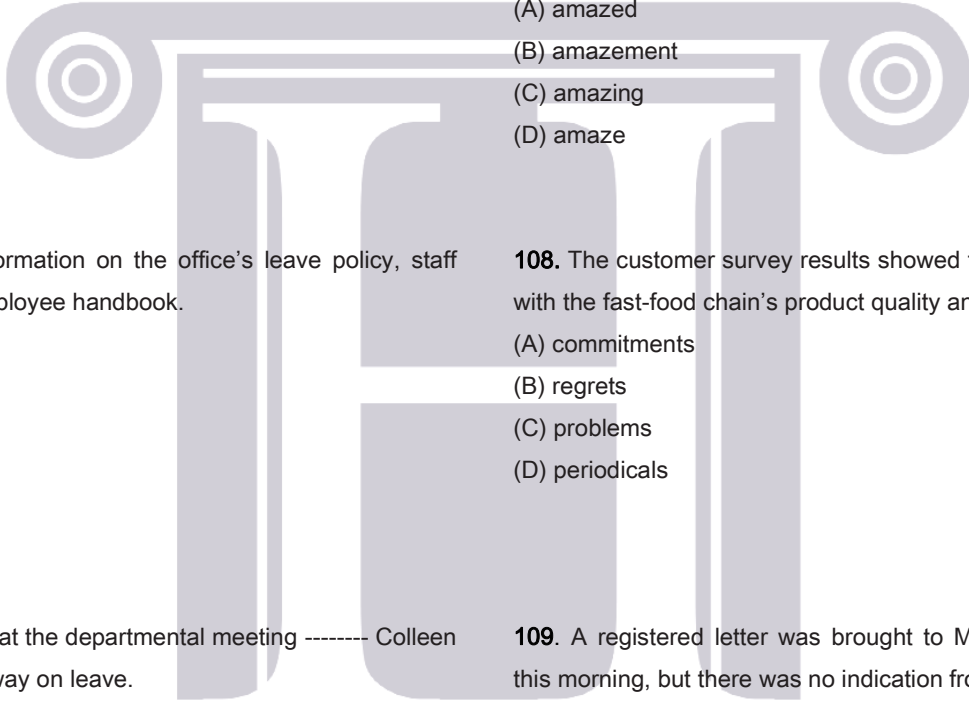 ormation on the office’s leave policy, staff
ployee handbook.
at the departmental meeting -------- Colleen
way on leave.
(A) amazed
(B) amazement
(C) amazing
(D) amaze
108. The customer survey results showed
with the fast-food chain’s product quality
(A) commitments
(B) regrets
(C) problems
(D) periodicals
109. A registered letter was brought to
this morning, but there was no indication